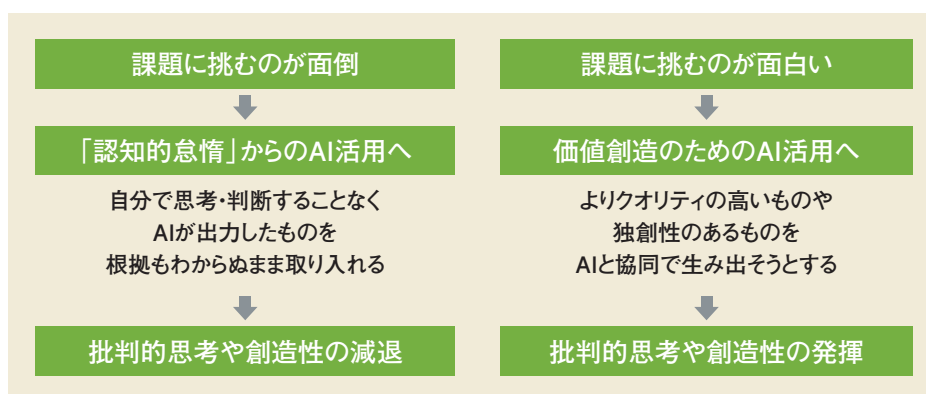 課題に挑むのが面倒
「認知的怠惰」からのAI活用へ
自分で思考・判断することなく
AIが出力したものを
根拠もわからぬまま取り入れる
批判的思考や創造性の減退
課題に挑むのが面白い
価値創造のためのAI活用へ
よりクオリティの高いものや
独創性のあるものを
AIと協同で生み出そうとする
批判的思考や創造性の発揮